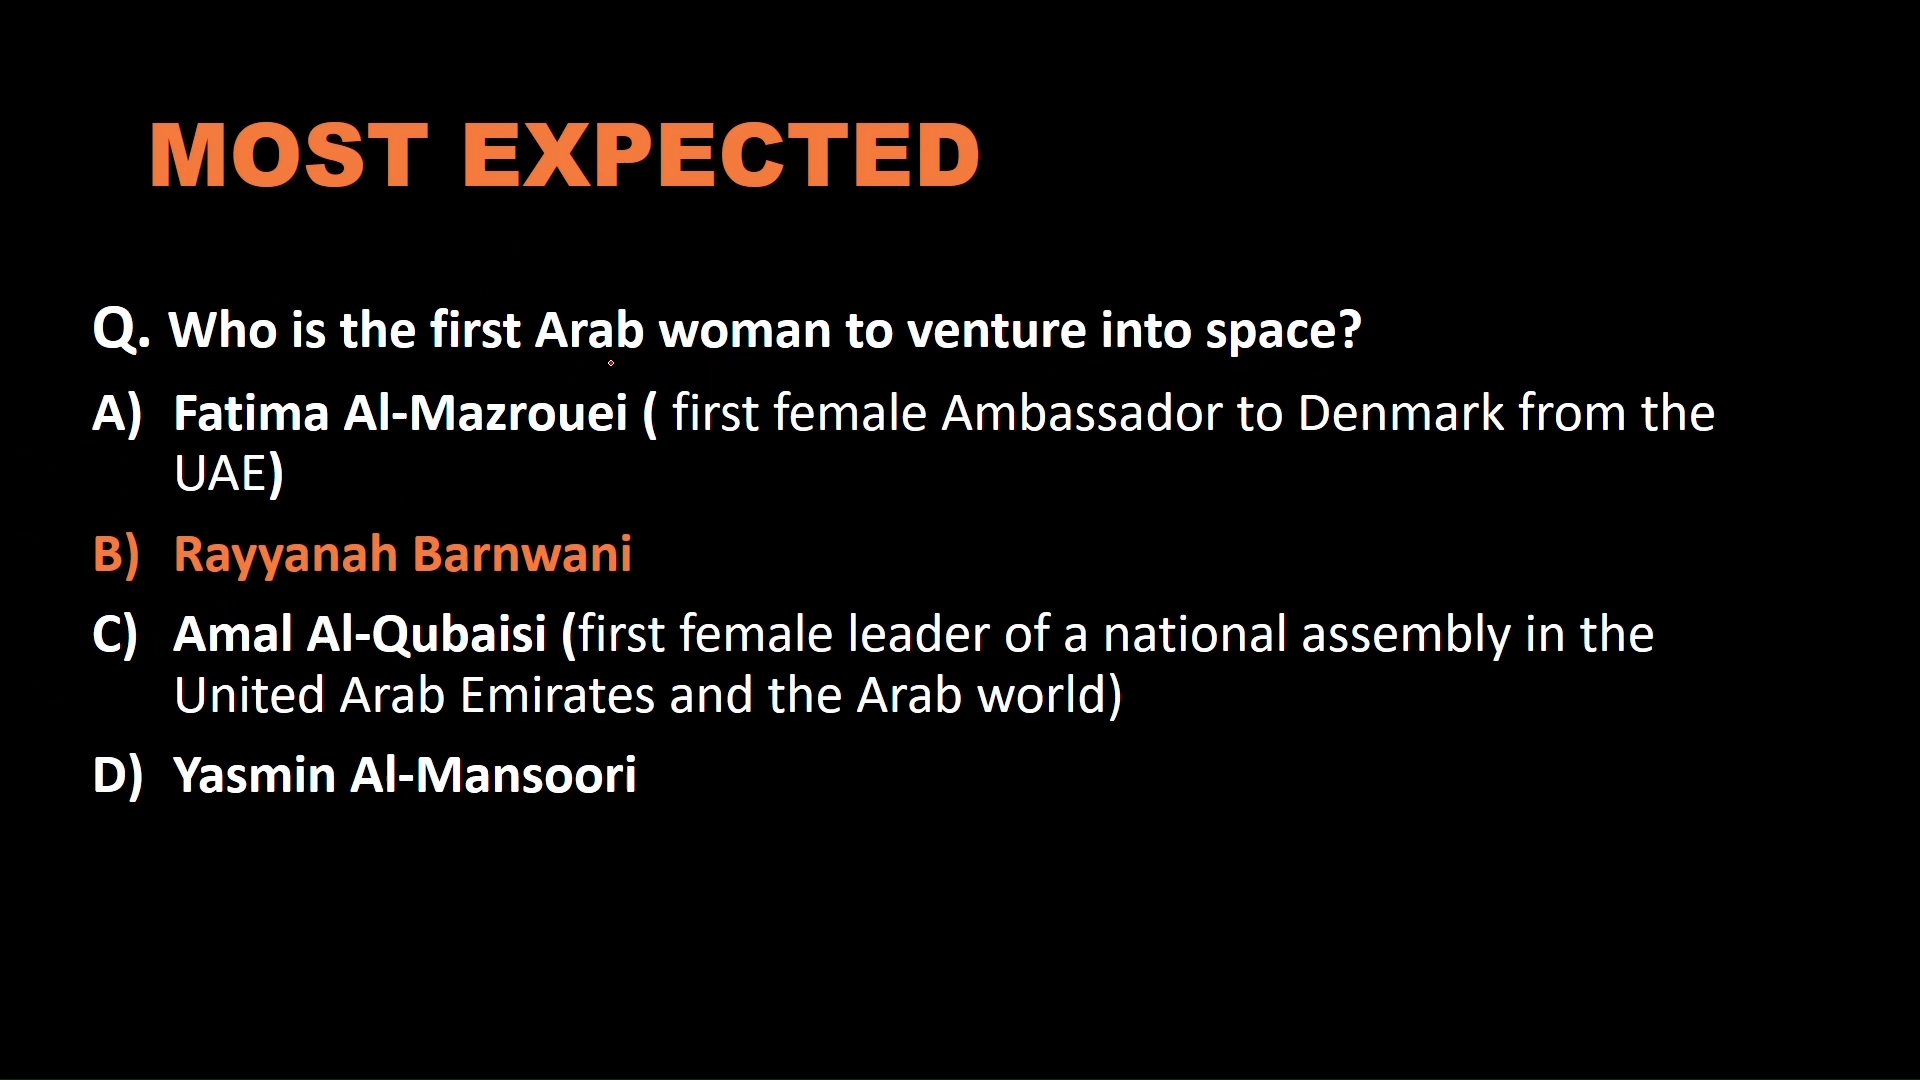 MOST EXPECTED
Q. Who is the first Arab woman to venture into space?
A) Fatima Al-Mazrouei ( first female Ambassador to Denmark from the
UAE)
B) Rayyanah Barnwani
C) Amal Al-Qubaisi (first female leader of a national assembly in the
United Arab Emirates and the Arab world)
D) Yasmin Al-Mansoori